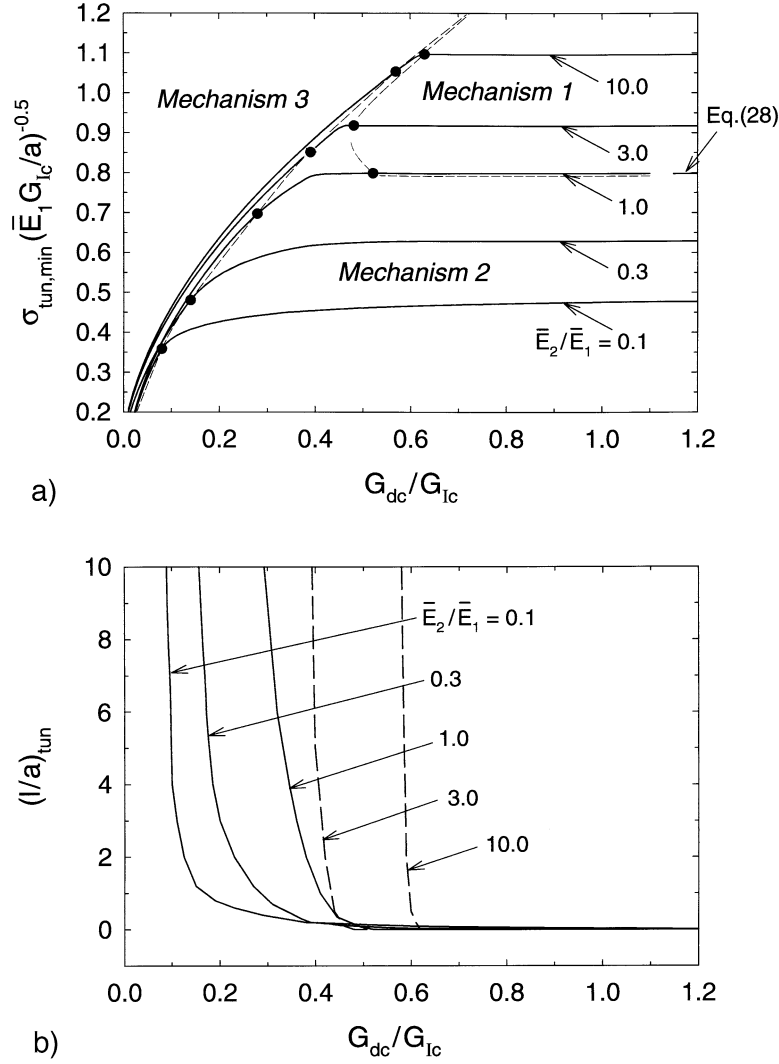 1.2
1.1
1.0
0.9
0.8
0.7
0.6
0.5
0.4
0.3
0.2
σtun,min(Ē1GIc/a)^-0.5
Mechanism 3
Mechanism 1
10.0
Eq.(28)
3.0
1.0
Mechanism 2
0.3
Ē2/Ē1 = 0.1
0.0 0.2 0.4 0.6 0.8 1.0 1.2
Gdc/GIc
a)
10
8
6
4
2
0
(l/a)tun
Ē2/Ē1 = 0.1
0.3
1.0
3.0
10.0
0.0 0.2 0.4 0.6 0.8 1.0 1.2
Gdc/GIc
b)